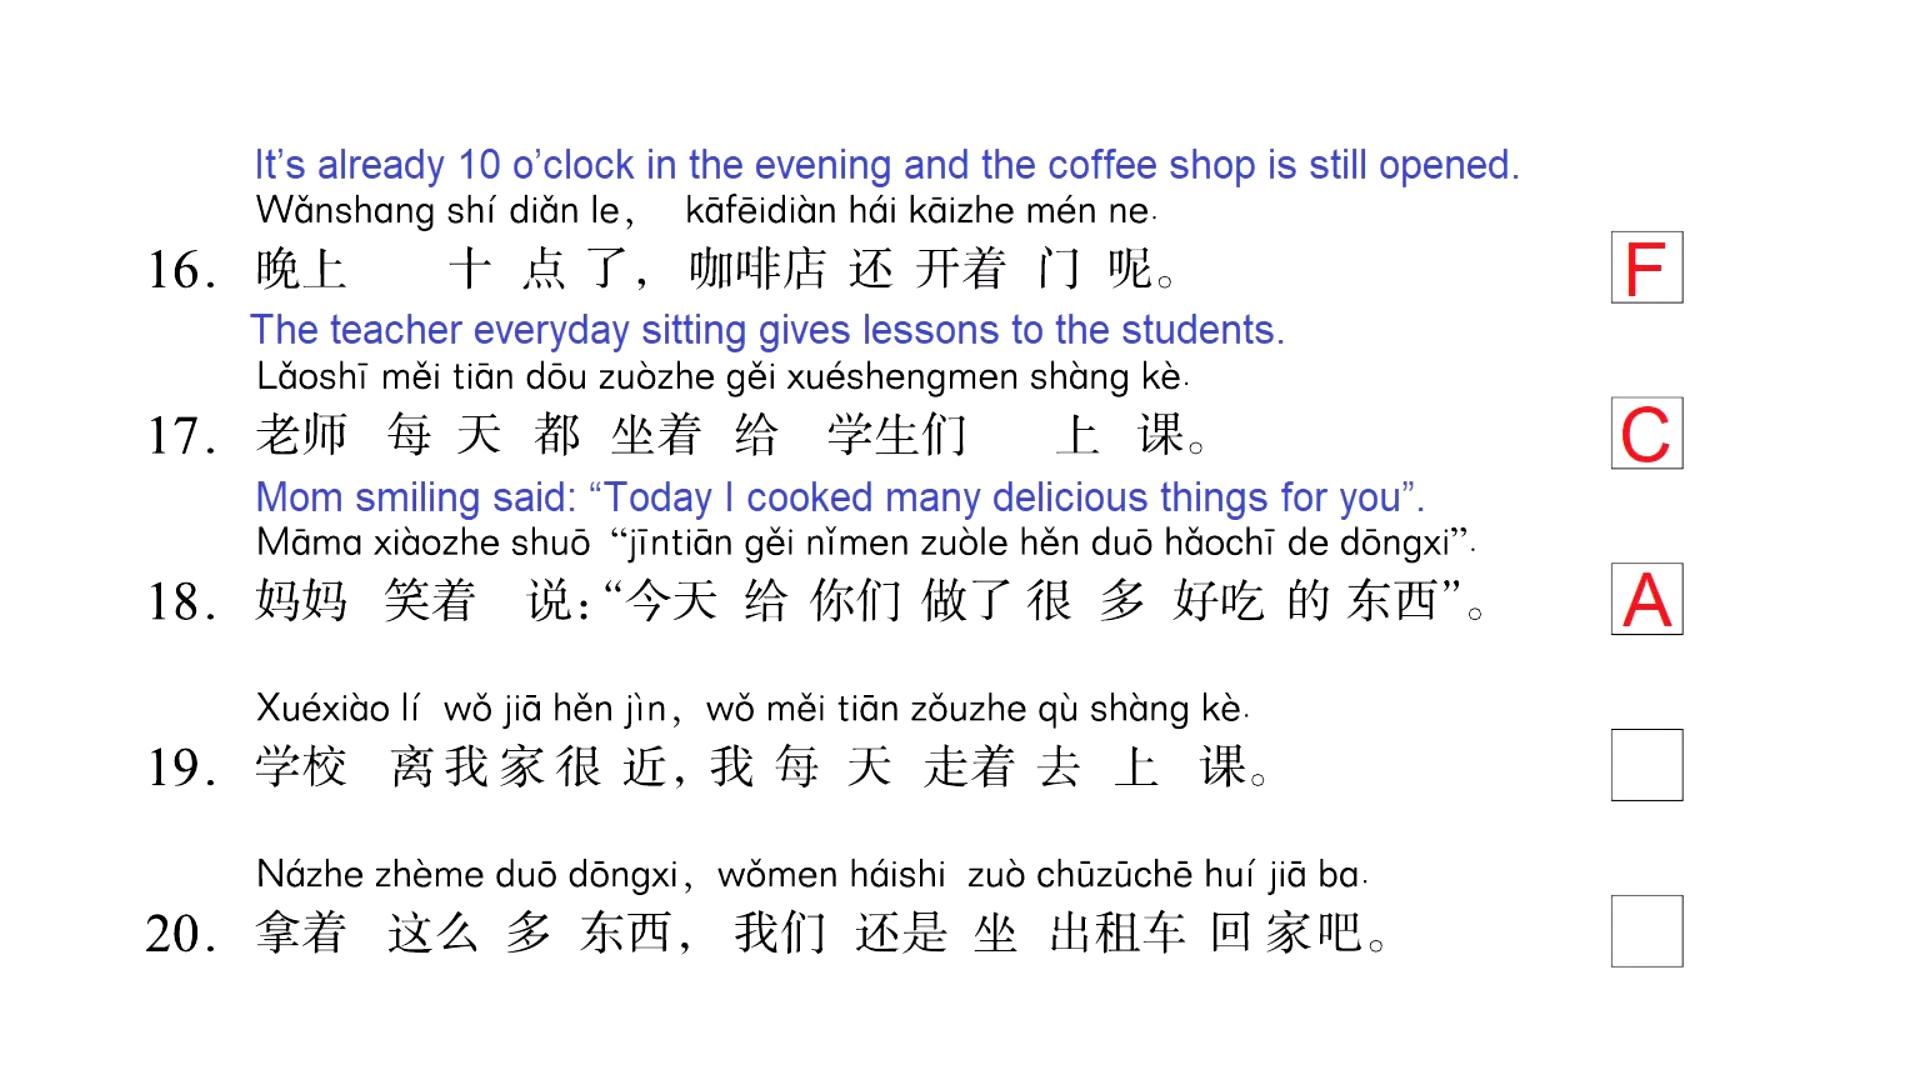 It's already 10 o'clock in the evening and the coffee shop is still opened.
Wǎnshang shí diǎn le, kāfēidiàn hái kāizhe mén ne.
16. 晚上 十 点 了, 咖啡店 还 开着 门 呢。 F
The teacher everyday sitting gives lessons to the students.
Lǎoshī měi tiān dōu zuòzhe gěi xuéshengmen shàng kè.
17. 老师 每 天 都 坐着 给 学生们 上 课。 C
Mom smiling said: “Today I cooked many delicious things for you”.
Māma xiàozhe shuō “jīntiān gěi nǐmen zuòle hěn duō hǎochī de dōngxi”.
18. 妈妈 笑着 说:“今天 给 你们 做了 很 多 好吃 的 东西”。 A
Xuéxiào lí wǒ jiā hěn jìn, wǒ měi tiān zǒuzhe qù shàng kè.
19. 学校 离 我 家 很 近, 我 每 天 走着 去 上 课。
Názhe zhème duō dōngxi, wǒmen háishi zuò chūzūchē huí jiā ba.
20. 拿着 这么 多 东西, 我们 还是 坐 出租车 回 家 吧。